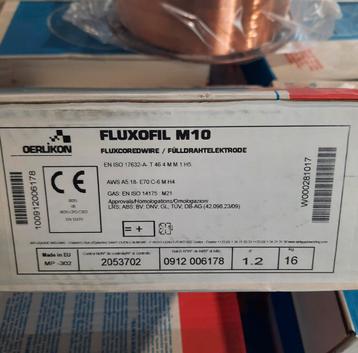 OERLIKON
FLUXOFIL M10
FLUXCOREDWIRE / FÜLLDRAHTELEKTRODE
EN ISO 17632-A- T 46 4 M M 1 H5
AWS A5.18- E70 C-6 M H4
GAS: EN ISO 14175 : M21
Approvals/Homologations/Omologazioni
LRS; ABS; BV; DNV; GL; TÜV; DB-AG (42.098.23/09)
CE
= +
100912006178
W000281017
Made in EU
MP -302
2053702
0912 006178
Ø
1.2
kg
16